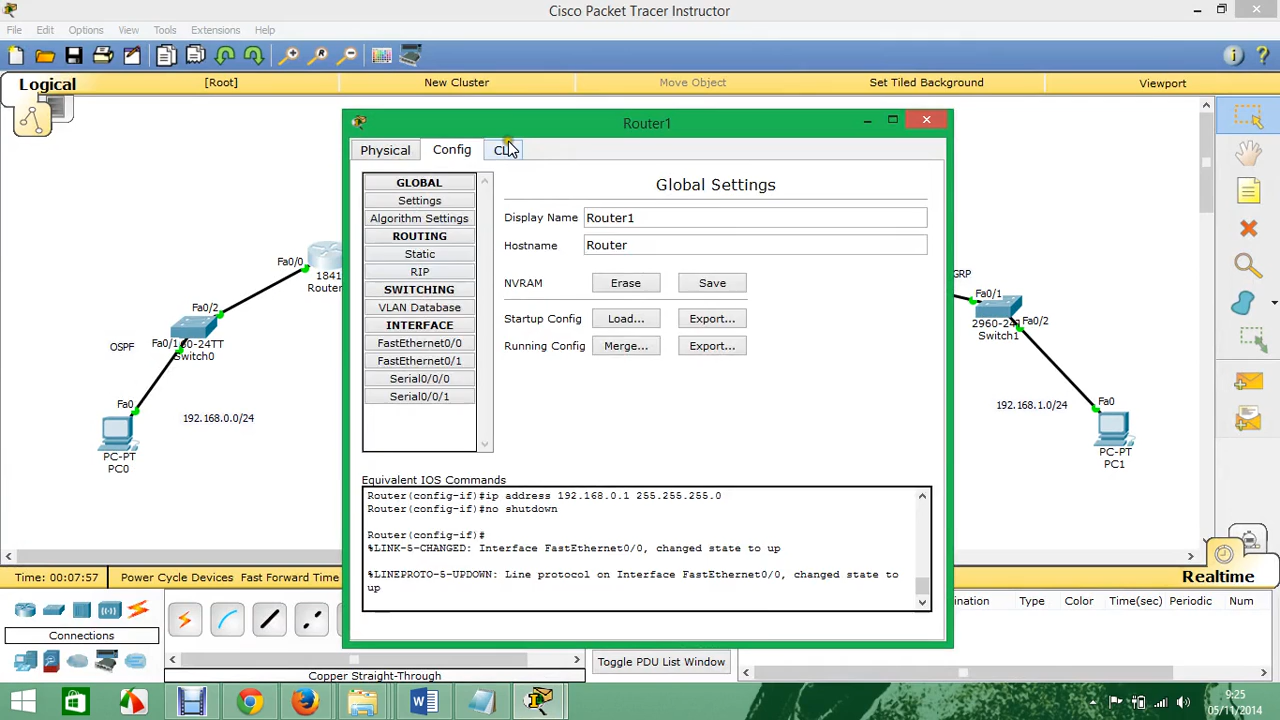 Cisco Packet Tracer Instructor
File Edit Options View Tools Extensions Help
Logical [Root] New Cluster Move Object Set Tiled Background Viewport
Router1
Physical Config
GLOBAL
Settings
Algorithm Settings
ROUTING
Static
RIP
SWITCHING
VLAN Database
INTERFACE
FastEthernet0/0
FastEthernet0/1
Serial0/0/0
Serial0/0/1
Global Settings
Display Name Router1
Hostname Router
NVRAM Erase Save
Startup Config Load... Export...
Running Config Merge... Export...
Equivalent IOS Commands
Router(config-if)#ip address 192.168.0.1 255.255.255.0
Router(config-if)#no shutdown
Router(config-if)#
%LINK-5-CHANGED: Interface FastEthernet0/0, changed state to up
%LINEPROTO-5-UPDOWN: Line protocol on Interface FastEthernet0/0, changed state to
up
Fa0/0
1841
Fa0/2
OSPF
Fa0/1
Switch0
Fa0
192.168.0.0/24
PC-PT
PC0
Fa0/1
Fa0/2
Switch1
192.168.1.0/24
Fa0
PC-PT
PC1
Time: 00:07:57 Power Cycle Devices Fast Forward Time
Realtime
Connections
Copper Straight-Through
Toggle PDU List Window
Type Color Time(sec) Periodic Num
9:25
05/11/2014